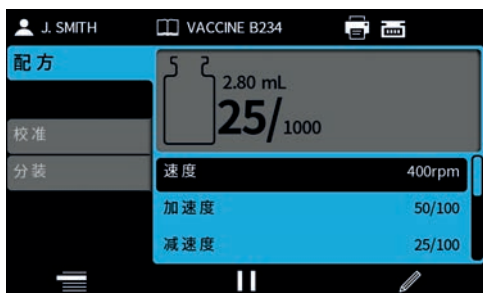 J. SMITH
VACCINE B234
配方
校准
分装
2.80 mL
25/1000
速度 400rpm
加速度 50/100
减速度 25/100